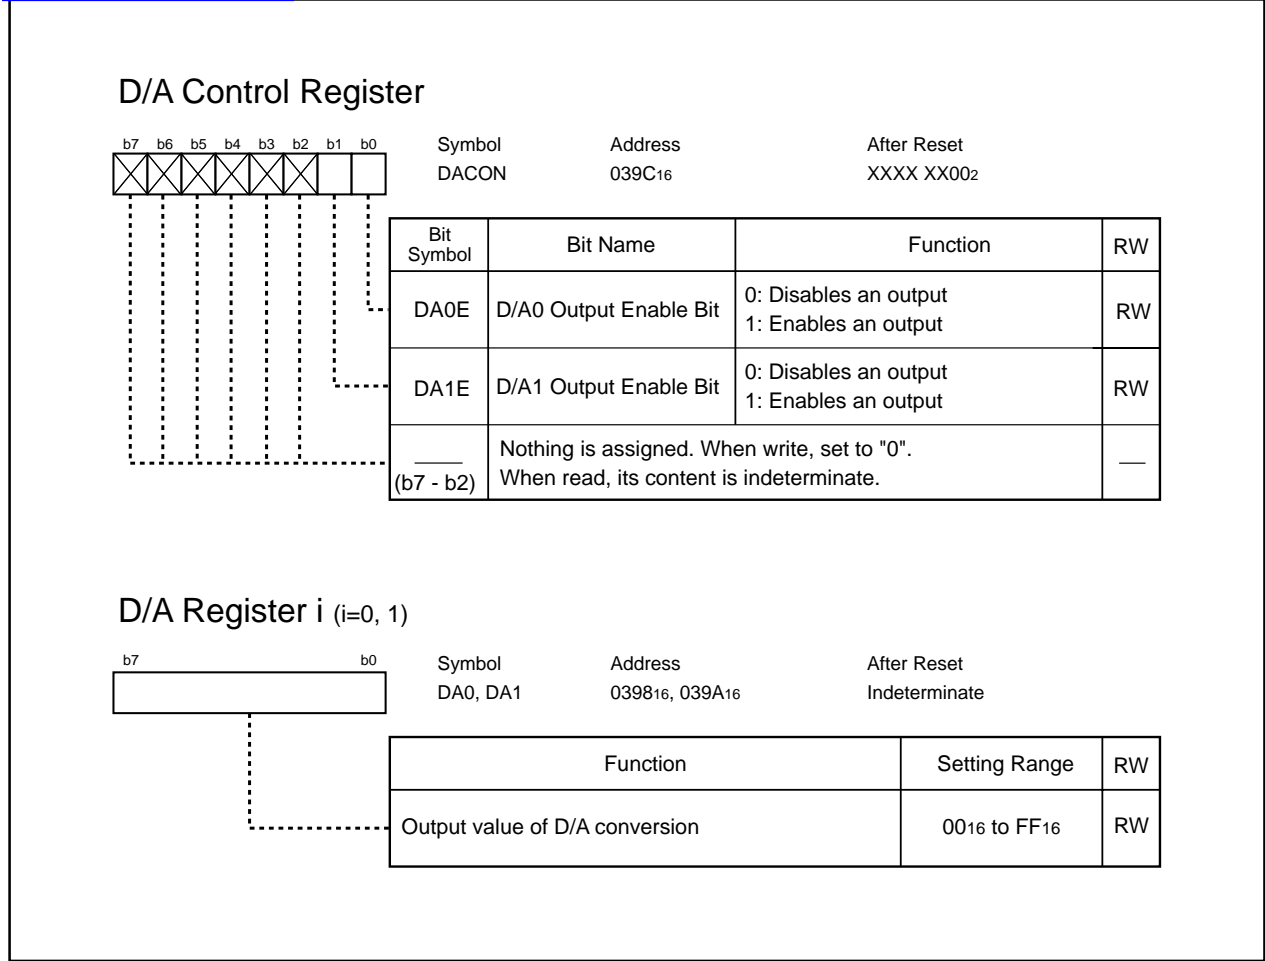 D/A Control Register
b7 b6 b5 b4 b3 b2 b1 b0
Symbol Address After Reset
DACON 039C16 XXXX XX002
Bit Symbol Bit Name Function RW
DA0E D/A0 Output Enable Bit 0: Disables an output
1: Enables an output RW
DA1E D/A1 Output Enable Bit 0: Disables an output
1: Enables an output RW
(b7 - b2) Nothing is assigned. When write, set to "0".
When read, its content is indeterminate. —
D/A Register i (i=0, 1)
b7 b0
Symbol Address After Reset
DA0, DA1 039816, 039A16 Indeterminate
Function Setting Range RW
Output value of D/A conversion 0016 to FF16 RW